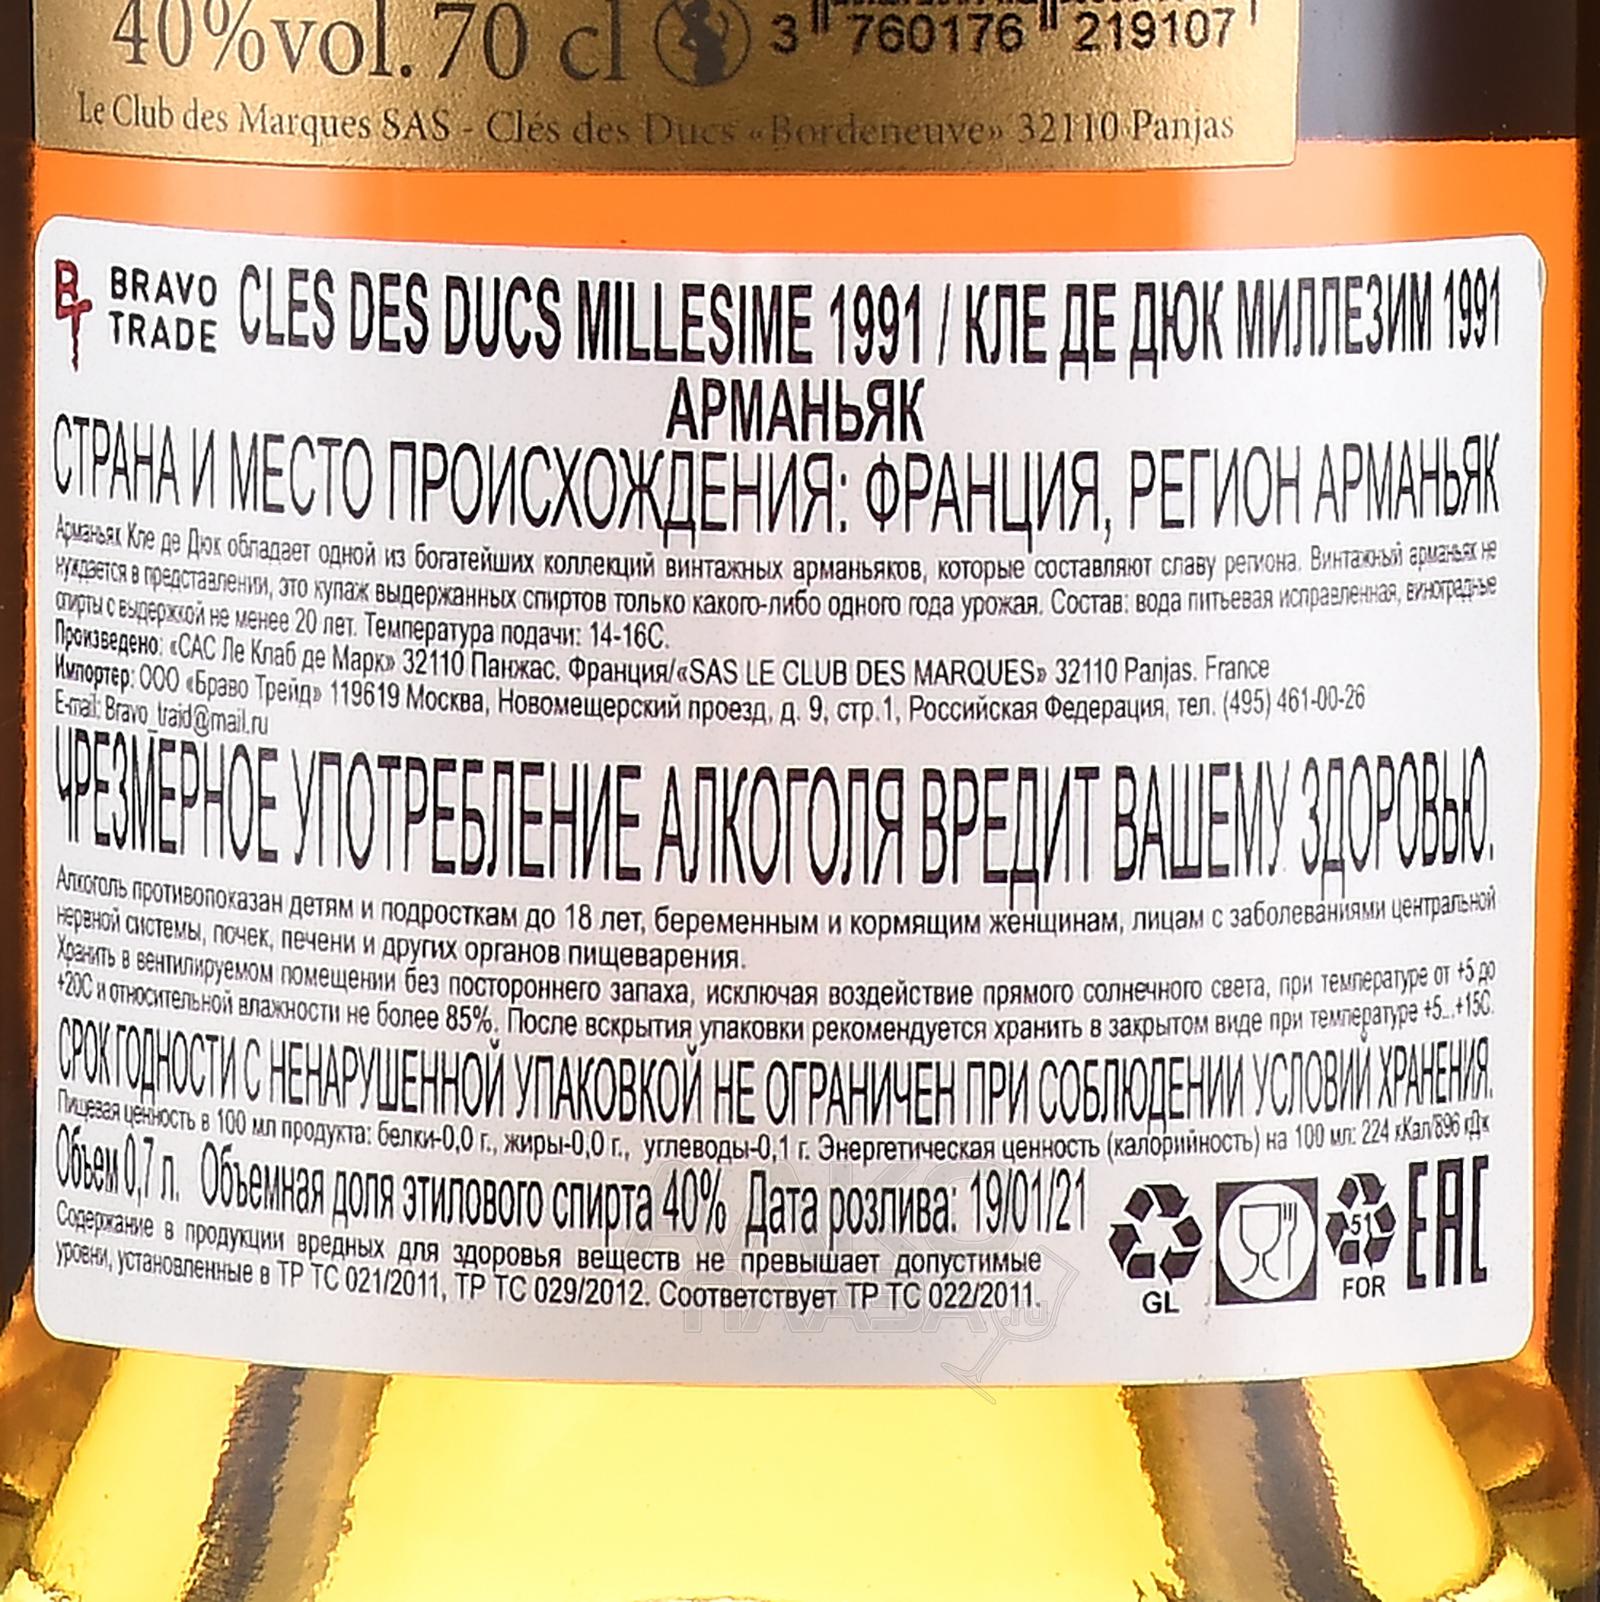 40%vol. 70 cl 3 760176 219107
Le Club des Marques SAS - Clés des Ducs «Bordeneuve» 32110 Panjas
BRAVO TRADE
CLES DES DUCS MILLESIME 1991 / КЛЕ ДЕ ДЮК МИЛЛЕЗИМ 1991
АРМАНЬЯК
СТРАНА И МЕСТО ПРОИСХОЖДЕНИЯ: ФРАНЦИЯ, РЕГИОН АРМАНЬЯК
Арманьяк Кле де Дюк обладает одной из богатейших коллекций винтажных арманьяков, которые составляют славу региона. Винтажный арманьяк не
нуждается в представлении, это купаж выдержанных спиртов только какого-либо одного года урожая. Состав: вода питьевая исправленная, виноградные
спирты с выдержкой не менее 20 лет. Температура подачи: 14-16С.
Произведено: «САС Ле Клаб де Марк» 32110 Панжас. Франция/«SAS LE CLUB DES MARQUES» 32110 Panjas. France
Импортер: ООО «Браво Трейд» 119619 Москва, Новомещерский проезд, д. 9, стр.1, Российская Федерация, тел. (495) 461-00-26
E-mail: Bravo_traid@mail.ru
ЧРЕЗМЕРНОЕ УПОТРЕБЛЕНИЕ АЛКОГОЛЯ ВРЕДИТ ВАШЕМУ ЗДОРОВЬЮ.
Алкоголь противопоказан детям и подросткам до 18 лет, беременным и кормящим женщинам, лицам с заболеваниями центральной
нервной системы, почек, печени и других органов пищеварения.
Хранить в вентилируемом помещении без постороннего запаха, исключая воздействие прямого солнечного света, при температуре от +5 до
+20С и относительной влажности не более 85%. После вскрытия упаковки рекомендуется хранить в закрытом виде при температуре +5...+15С.
СРОК ГОДНОСТИ С НЕНАРУШЕННОЙ УПАКОВКОЙ НЕ ОГРАНИЧЕН ПРИ СОБЛЮДЕНИИ УСЛОВИЙ ХРАНЕНИЯ.
Пищевая ценность в 100 мл продукта: белки-0,0 г., жиры-0,0 г., углеводы-0,1 г. Энергетическая ценность (калорийность) на 100 мл: 224 кКал/896 кДж
Объем 0,7 л. Объемная доля этилового спирта 40% Дата розлива: 19/01/21
Содержание в продукции вредных для здоровья веществ не превышает допустимые
уровни, установленные в ТР ТС 021/2011, ТР ТС 029/2012. Соответствует ТР ТС 022/2011.
GL 51 FOR EAC